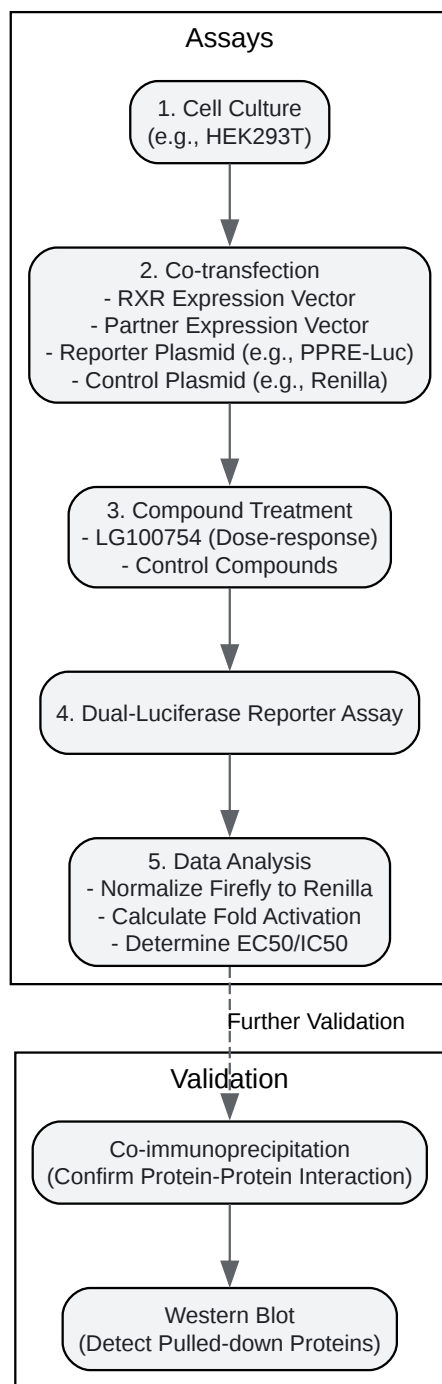 Assays
1. Cell Culture
(e.g., HEK293T)
2. Co-transfection
- RXR Expression Vector
- Partner Expression Vector
- Reporter Plasmid (e.g., PPRE-Luc)
- Control Plasmid (e.g., Renilla)
3. Compound Treatment
- LG100754 (Dose-response)
- Control Compounds
4. Dual-Luciferase Reporter Assay
5. Data Analysis
- Normalize Firefly to Renilla
- Calculate Fold Activation
- Determine EC50/IC50
Further Validation
Validation
Co-immunoprecipitation
(Confirm Protein-Protein Interaction)
Western Blot
(Detect Pulled-down Proteins)